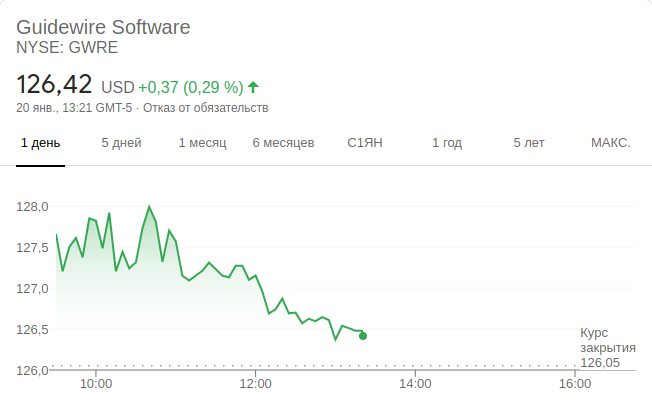 Guidewire Software
NYSE: GWRE
126,42 USD +0,37 (0,29 %)
20 янв., 13:21 GMT-5 · Отказ от обязательств
1 день 5 дней 1 месяц 6 месяцев С1ЯН 1 год 5 лет МАКС.
128,0
127,5
127,0
126,5
126,0
Курс
закрытия
126,05
10:00 12:00 14:00 16:00